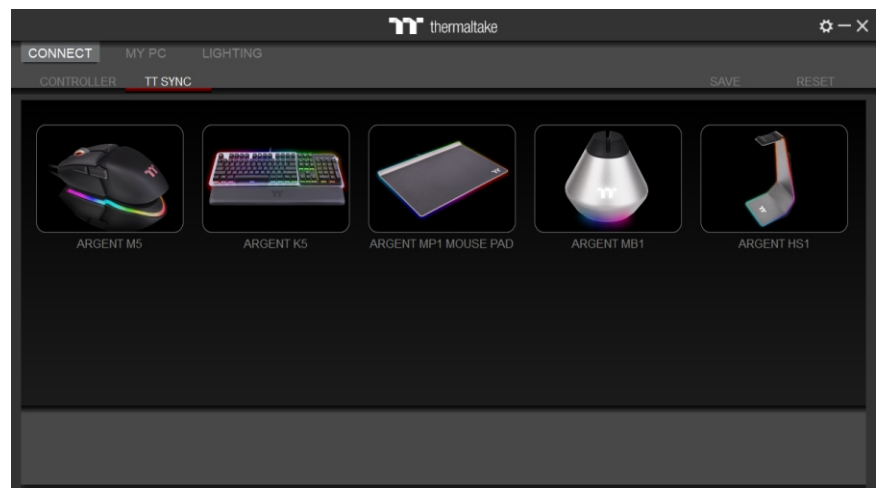 thermaltake
CONNECT MY PC LIGHTING
CONTROLLER TT SYNC SAVE RESET
ARGENT M5 ARGENT K5 ARGENT MP1 MOUSE PAD ARGENT MB1 ARGENT HS1